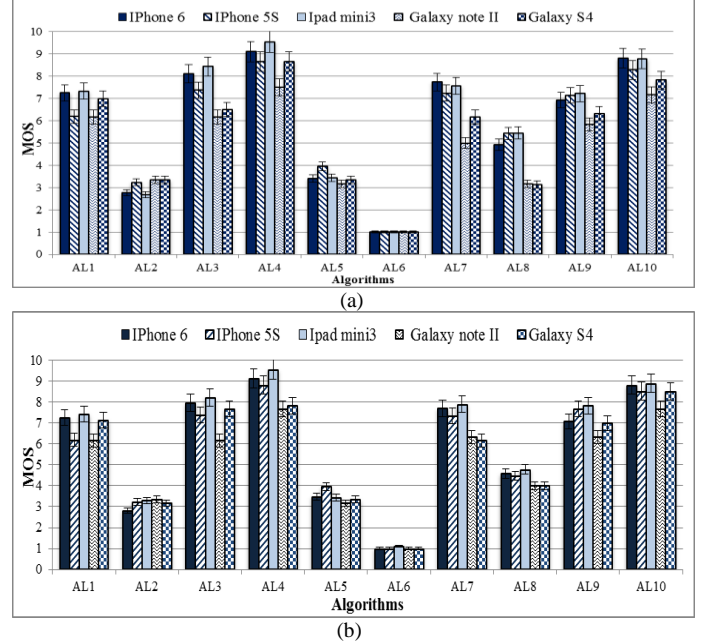 IPhone 6 IPhone 5S Ipad mini3 Galaxy note II Galaxy S4
10
9
8
7
6
5
4
3
2
1
0
MOS
AL1 AL2 AL3 AL4 AL5 AL6 AL7 AL8 AL9 AL10
Algorithms
(a)
IPhone 6 IPhone 5S Ipad mini3 Galaxy note II Galaxy S4
10
9
8
7
6
5
4
3
2
1
0
MOS
AL1 AL2 AL3 AL4 AL5 AL6 AL7 AL8 AL9 AL10
Algorithms
(b)